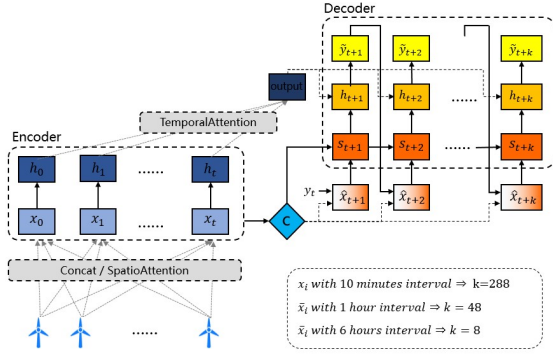 Decoder
ỹₜ₊₁ ỹₜ₊₂ ỹₜ₊ₖ
output
hₜ₊₁ hₜ₊₂ ...... hₜ₊ₖ
TemporalAttention
Encoder
sₜ₊₁ sₜ₊₂ ...... sₜ₊ₖ
h₀ h₁ ...... hₜ
yₜ x̂ₜ₊₁ x̂ₜ₊₂ x̂ₜ₊ₖ
x₀ x₁ ...... xₜ
C
Concat / SpatioAttention
xᵢ with 10 minutes interval ⇒ k=288
x̄ᵢ with 1 hour interval ⇒ k = 48
x̄ᵢ with 6 hours interval ⇒ k = 8
......